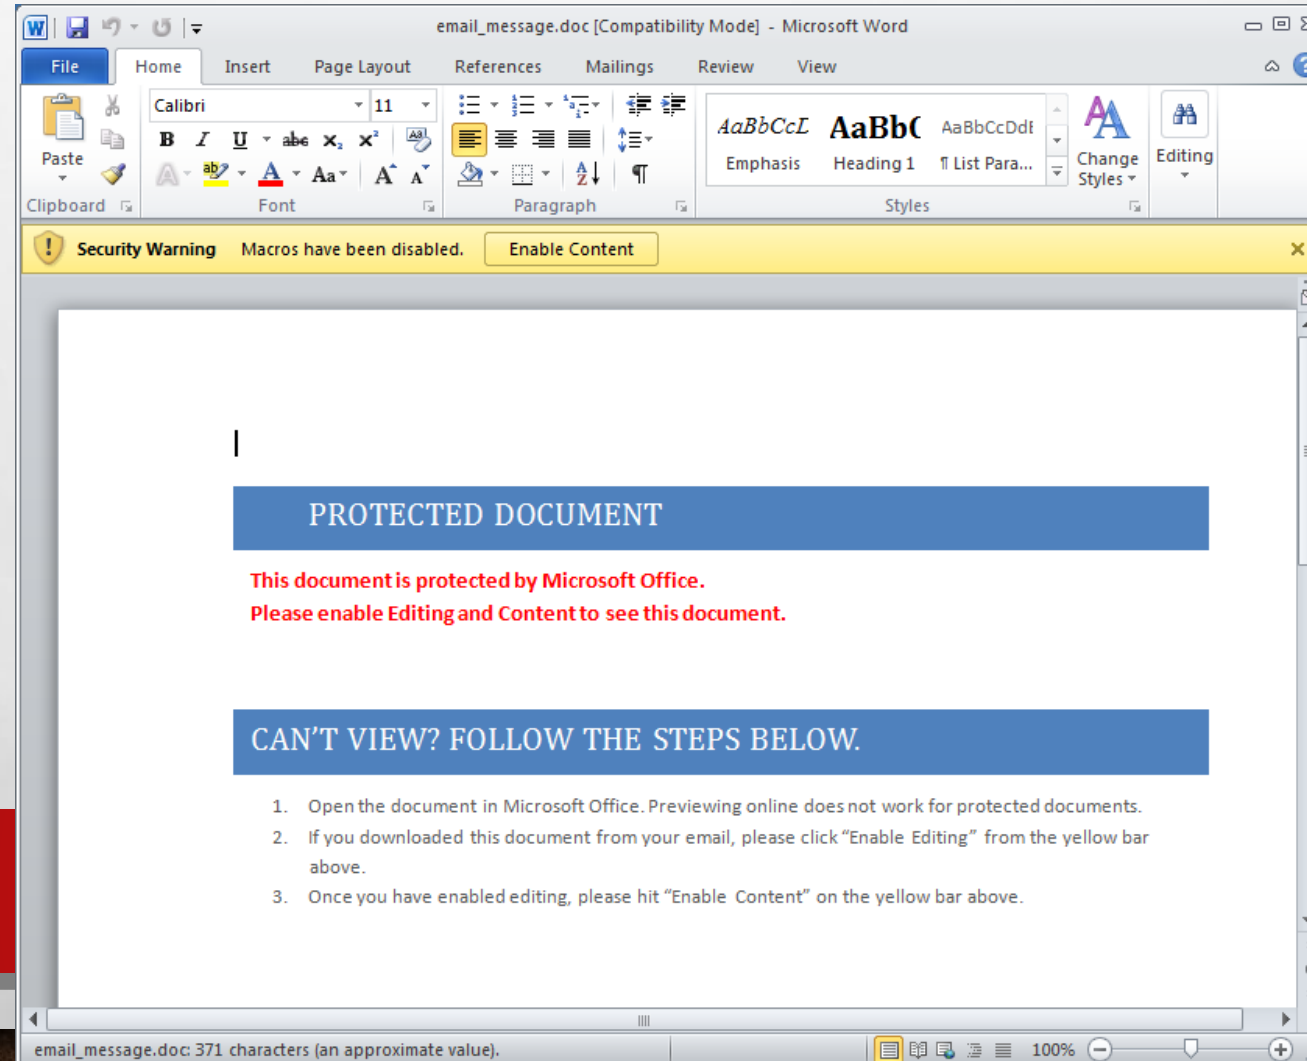 email_message.doc [Compatibility Mode] - Microsoft Word
File Home Insert Page Layout References Mailings Review View
Calibri 11
AaBbCcL AaBb( AaBbCcDdE
B I U abe x₂ x²
Paste
Emphasis Heading 1 ¶ List Para...
Change Styles
Editing
Aa A A
Clipboard Font Paragraph Styles
Security Warning Macros have been disabled. Enable Content
PROTECTED DOCUMENT
This document is protected by Microsoft Office.
Please enable Editing and Content to see this document.
CAN'T VIEW? FOLLOW THE STEPS BELOW.
1. Open the document in Microsoft Office. Previewing online does not work for protected documents.
2. If you downloaded this document from your email, please click “Enable Editing” from the yellow bar
above.
3. Once you have enabled editing, please hit “Enable Content” on the yellow bar above.
email_message.doc: 371 characters (an approximate value). 100%